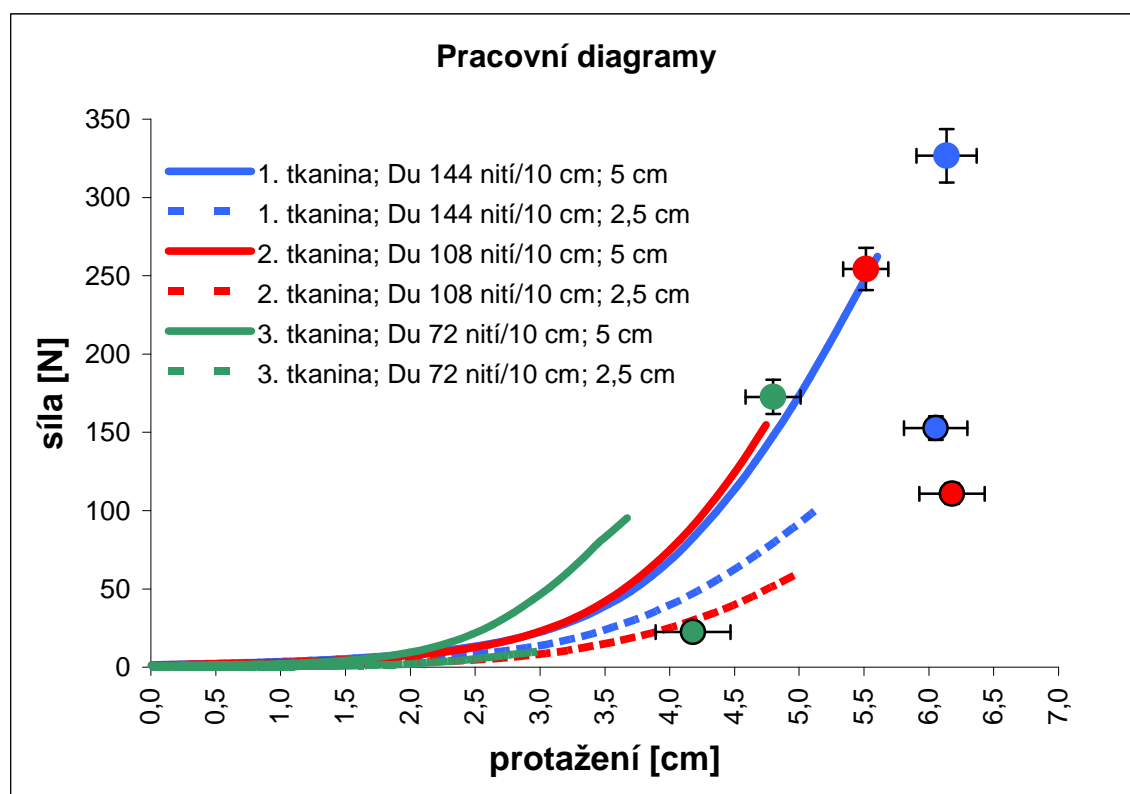 Pracovní diagramy
síla [N]
350
300
250
200
150
100
50
0
1. tkanina; Du 144 nití/10 cm; 5 cm
1. tkanina; Du 144 nití/10 cm; 2,5 cm
2. tkanina; Du 108 nití/10 cm; 5 cm
2. tkanina; Du 108 nití/10 cm; 2,5 cm
3. tkanina; Du 72 nití/10 cm; 5 cm
3. tkanina; Du 72 nití/10 cm; 2,5 cm
0,0
0,5
1,0
1,5
2,0
2,5
3,0
3,5
4,0
4,5
5,0
5,5
6,0
6,5
7,0
protažení [cm]